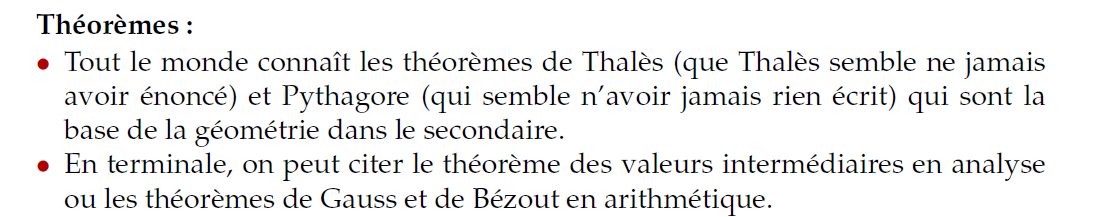 Théorèmes :
• Tout le monde connaît les théorèmes de Thalès (que Thalès semble ne jamais
avoir énoncé) et Pythagore (qui semble n'avoir jamais rien écrit) qui sont la
base de la géométrie dans le secondaire.
• En terminale, on peut citer le théorème des valeurs intermédiaires en analyse
ou les théorèmes de Gauss et de Bézout en arithmétique.